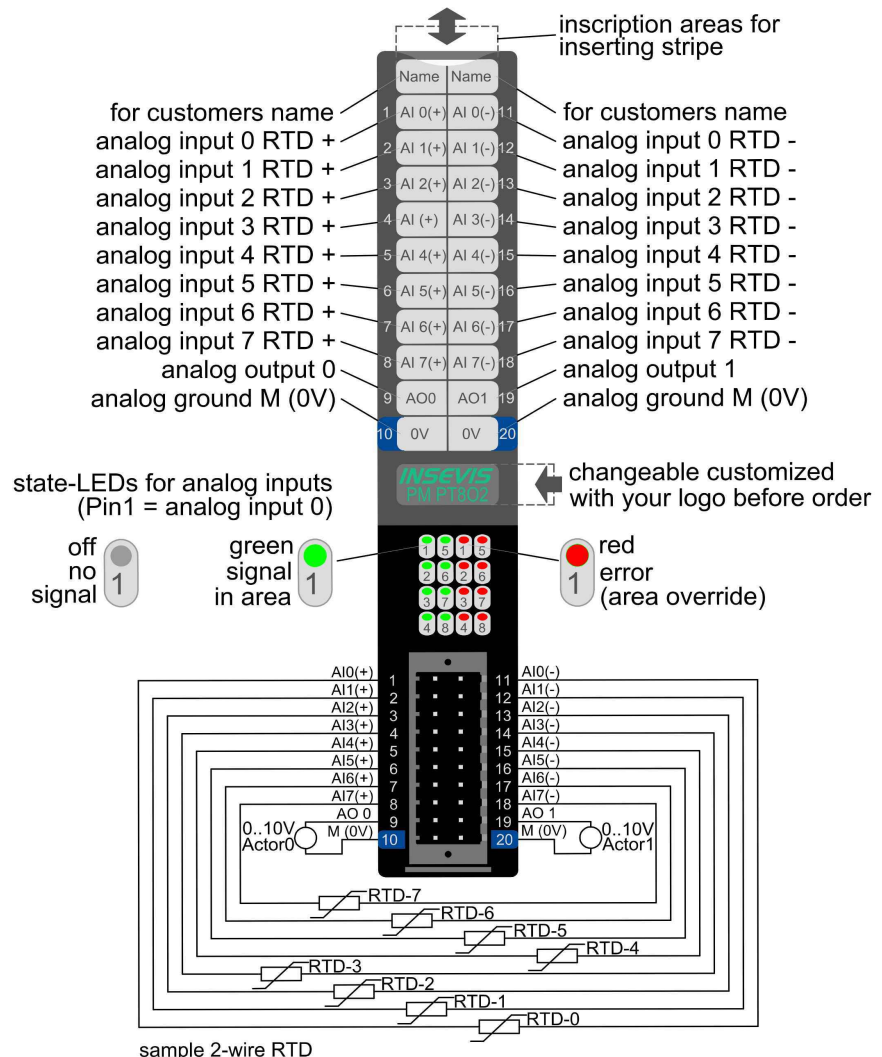 inscription areas for
inserting stripe
Name Name
for customers name for customers name
1 AI 0(+) AI 0(-) 11
analog input 0 RTD + analog input 0 RTD -
2 AI 1(+) AI 1(-) 12
analog input 1 RTD + analog input 1 RTD -
3 AI 2(+) AI 2(-) 13
analog input 2 RTD + analog input 2 RTD -
4 AI (+) AI 3(-) 14
analog input 3 RTD + analog input 3 RTD -
5 AI 4(+) AI 4(-) 15
analog input 4 RTD + analog input 4 RTD -
6 AI 5(+) AI 5(-) 16
analog input 5 RTD + analog input 5 RTD -
7 AI 6(+) AI 6(-) 17
analog input 6 RTD + analog input 6 RTD -
8 AI 7(+) AI 7(-) 18
analog input 7 RTD + analog input 7 RTD -
analog output 0 analog output 1
9 AO0 AO1 19
analog ground M (0V) analog ground M (0V)
10 0V 0V 20
INSEVIS
PM PT8O2
changeable customized
with your logo before order
state-LEDs for analog inputs
(Pin1 = analog input 0)
off
no
signal
1
green
signal
in area
1
1 5 1 5
2 6 2 6
3 7 3 7
4 8 4 8
1
red
error
(area override)
AI0(+) 1 11 AI0(-)
AI1(+) 2 12 AI1(-)
AI2(+) 3 13 AI2(-)
AI3(+) 4 14 AI3(-)
AI4(+) 5 15 AI4(-)
AI5(+) 6 16 AI5(-)
AI6(+) 7 17 AI6(-)
AI7(+) 8 18 AI7(-)
AO 0 9 19 AO 1
M (0V) 10 20 M (0V)
0..10V
Actor0
0..10V
Actor1
RTD-7
RTD-6
RTD-5
RTD-4
RTD-3
RTD-2
RTD-1
RTD-0
sample 2-wire RTD